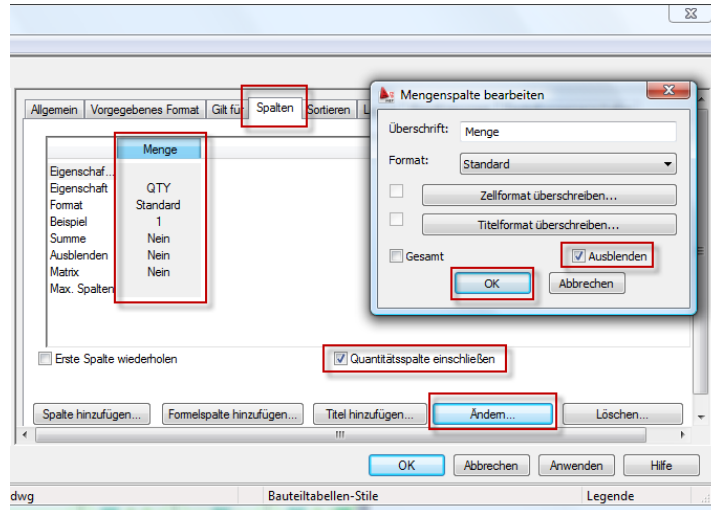 Allgemein Vorgegebenes Format Gilt für Spalten Sortieren L
Menge
Eigenschaf...
Eigenschaft QTY
Format Standard
Beispiel 1
Summe Nein
Ausblenden Nein
Matrix Nein
Max. Spalten
Erste Spalte wiederholen Quantitätsspalte einschließen
Spalte hinzufügen... Formelspalte hinzufügen... Titel hinzufügen... Ändern... Löschen...
OK Abbrechen Anwenden Hilfe
dwg Bauteiltabellen-Stile Legende
Mengenspalte bearbeiten
Überschrift: Menge
Format: Standard
Zellformat überschreiben...
Titelformat überschreiben...
Gesamt Ausblenden
OK Abbrechen